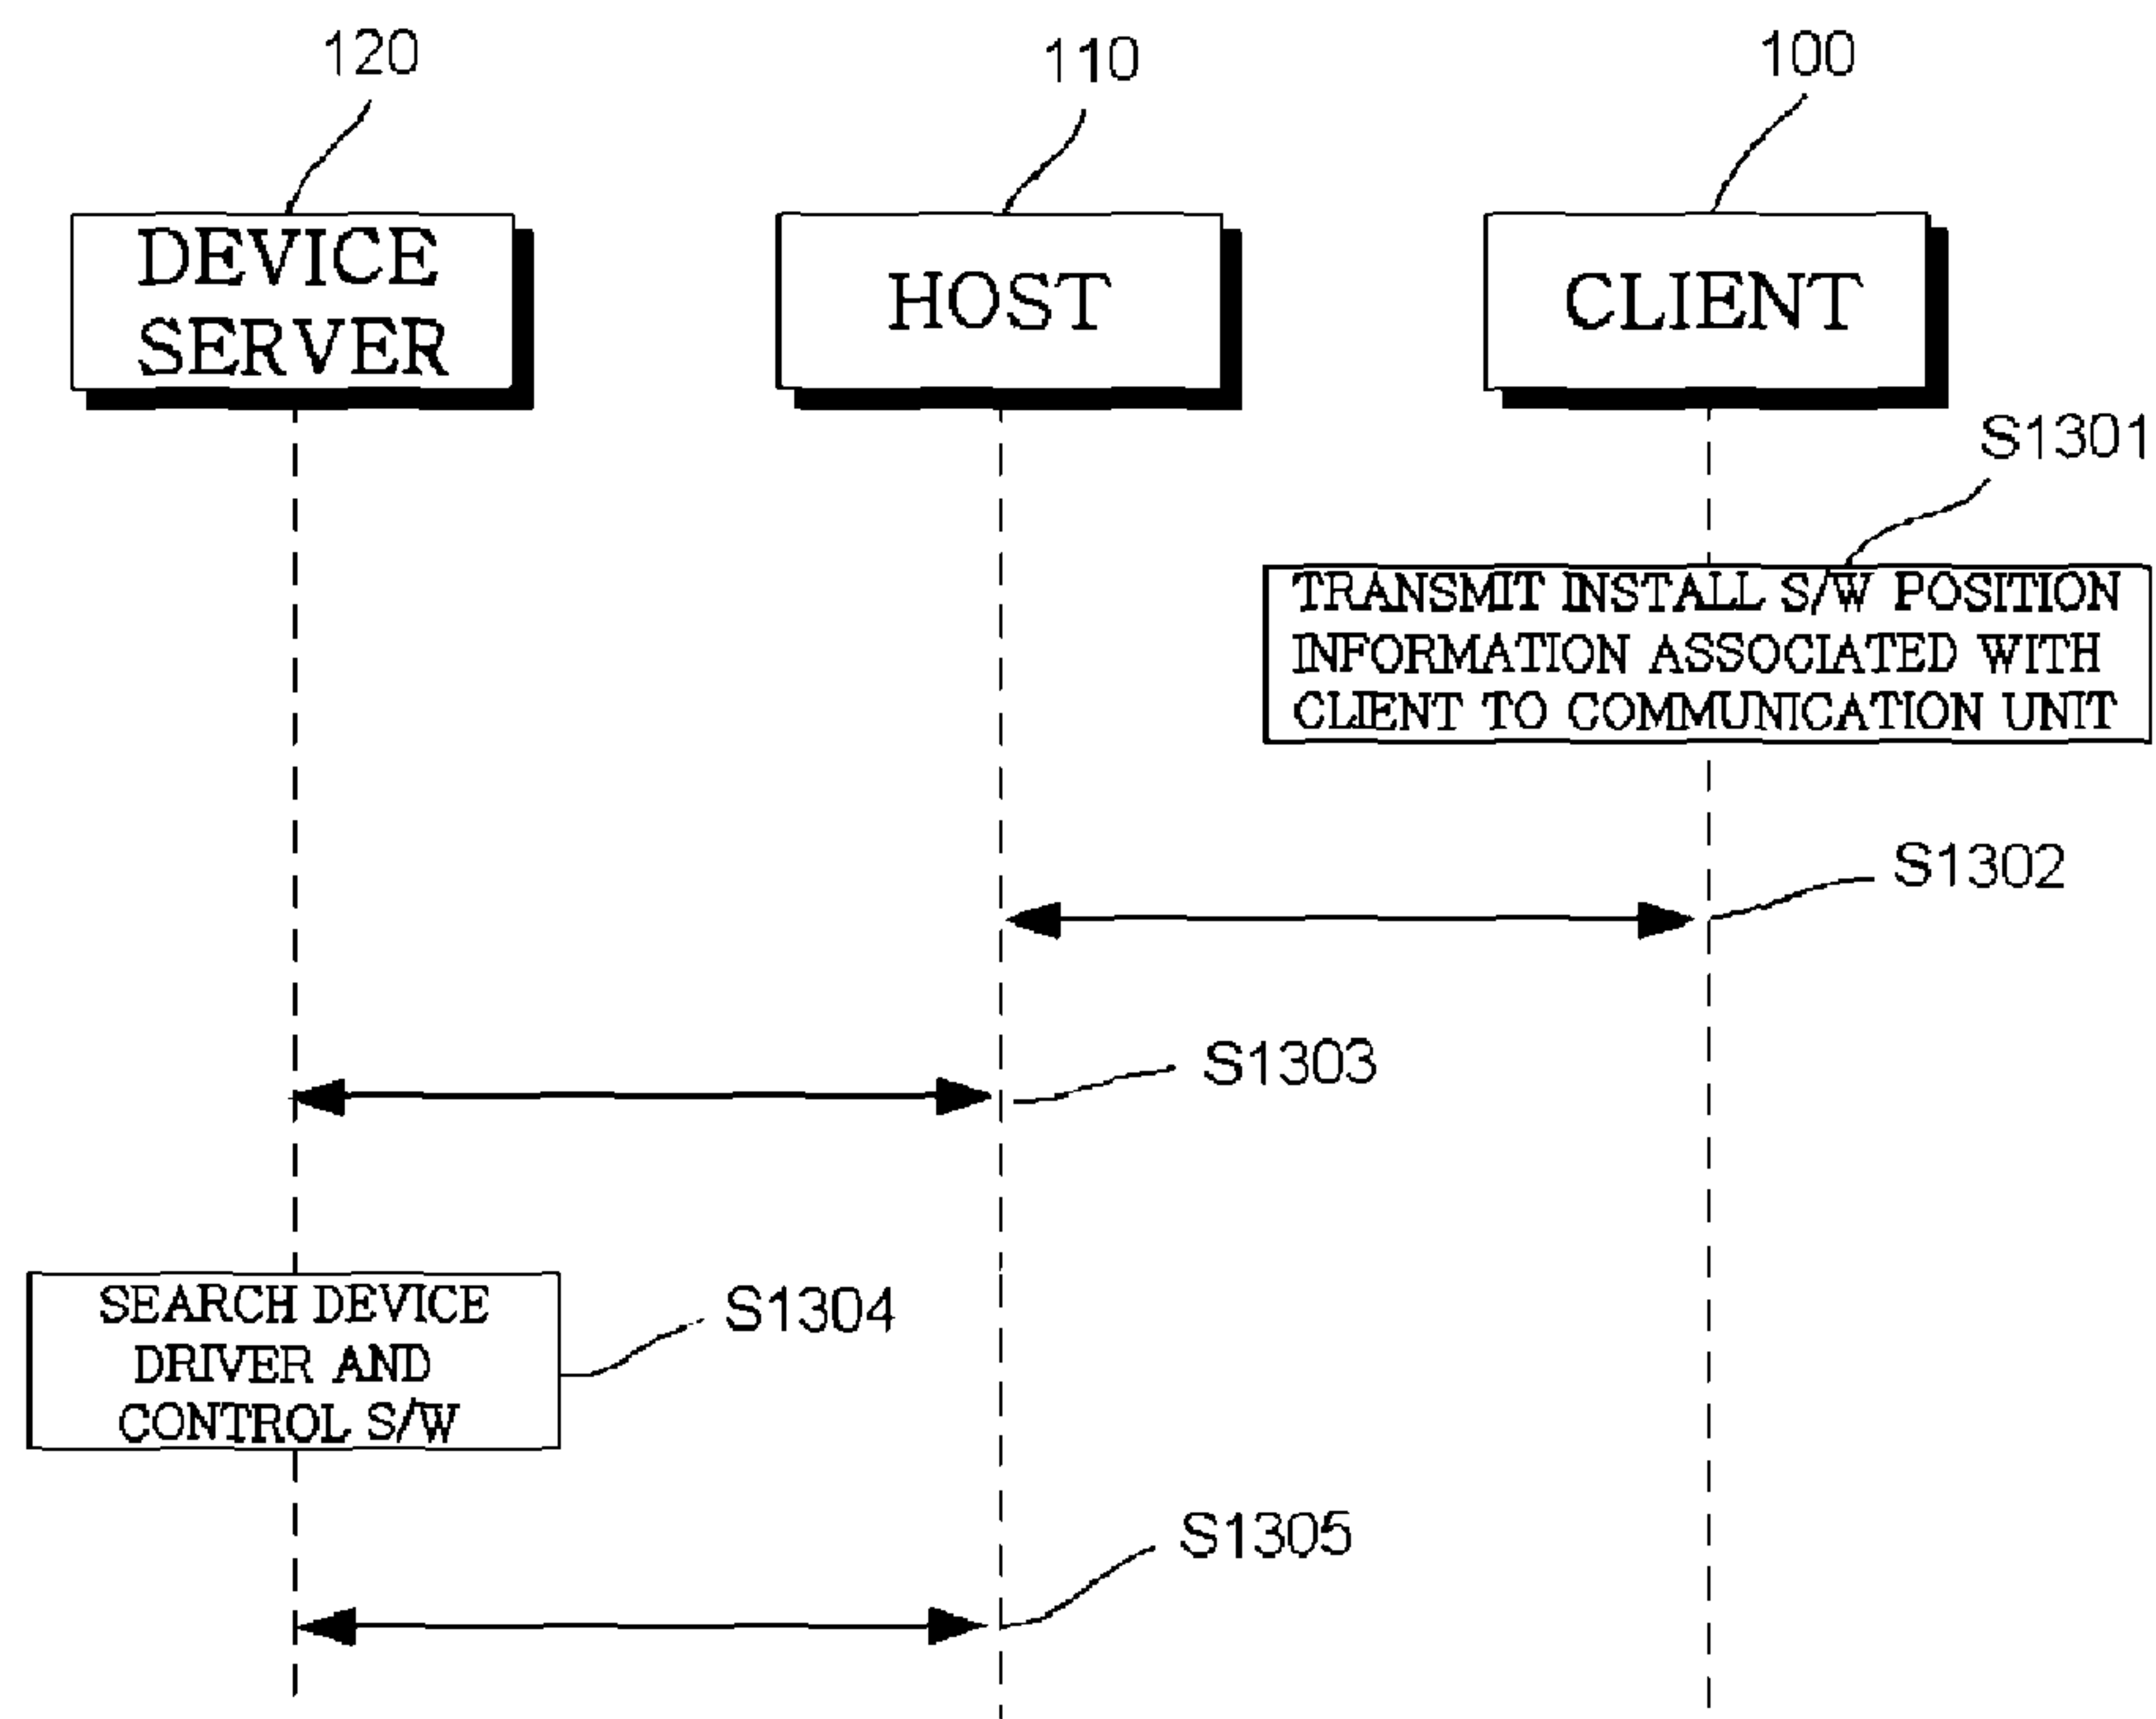 120
110
100
DEVICE
SERVER
HOST
CLIENT
S1301
TRANSMIT INSTALL S/W POSITION
INFORMATION ASSOCIATED WITH
CLIENT TO COMMUNICATION UNIT
S1302
S1303
SEARCH DEVICE
DRIVER AND
CONTROL S/W
S1304
S1305